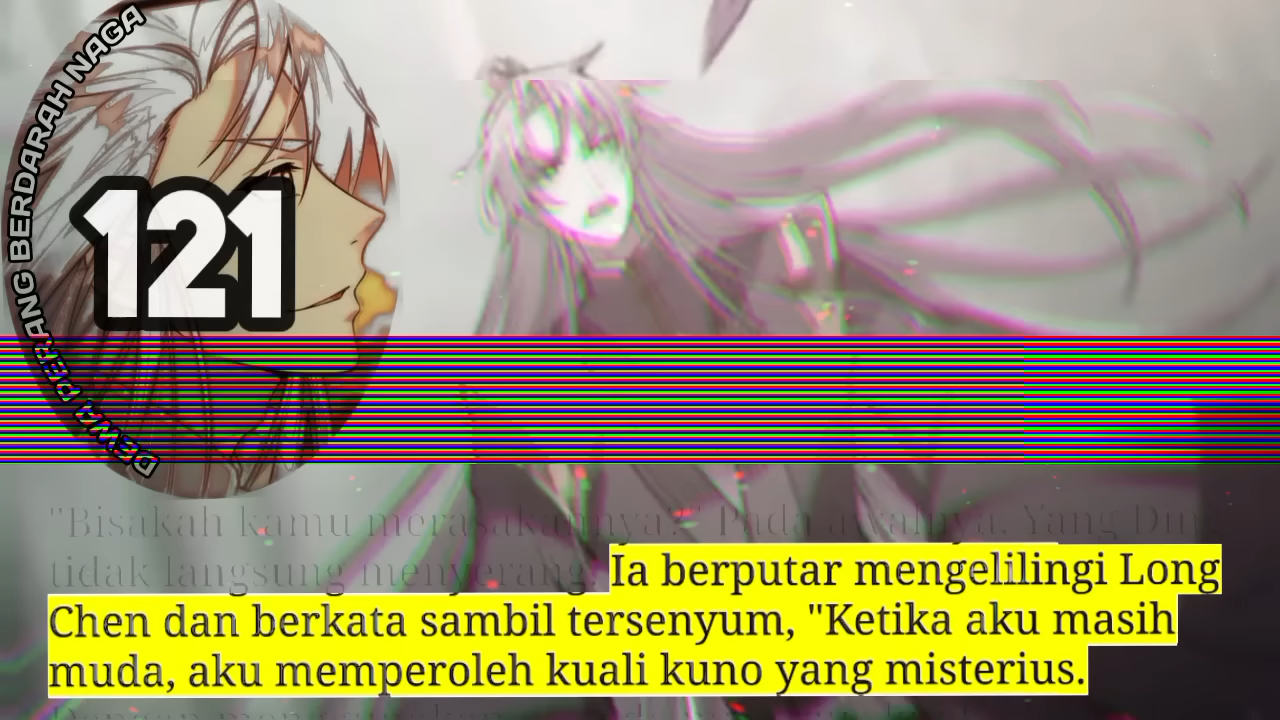 DEWA PERANG BERDARAH NAGA
121
"Bisakah kamu merasakannya?" Pada awalnya, Yang Ding
tidak langsung menyerang. Ia berputar mengelilingi Long
Chen dan berkata sambil tersenyum, "Ketika aku masih
muda, aku memperoleh kuali kuno yang misterius.